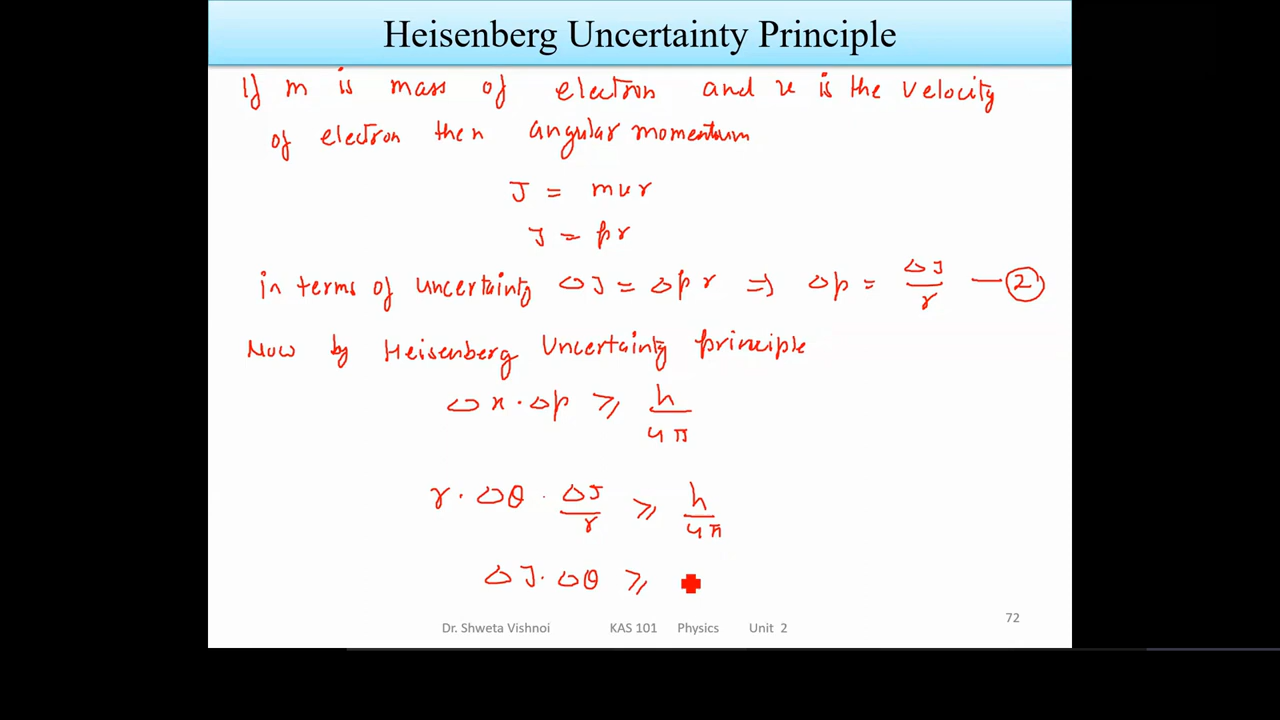 Heisenberg Uncertainty Principle
If m is mass of electron and u is the velocity
of electron then angular momentum
J = mur
J = pr
in terms of uncertainty ΔJ = Δp r ⇒ Δp = ΔJ/r — ②
Now by Heisenberg Uncertainty principle
Δx · Δp ≥ h/4π
r · Δθ · ΔJ/r ≥ h/4π
ΔJ · Δθ ≥
72
Dr. Shweta Vishnoi KAS 101 Physics Unit 2